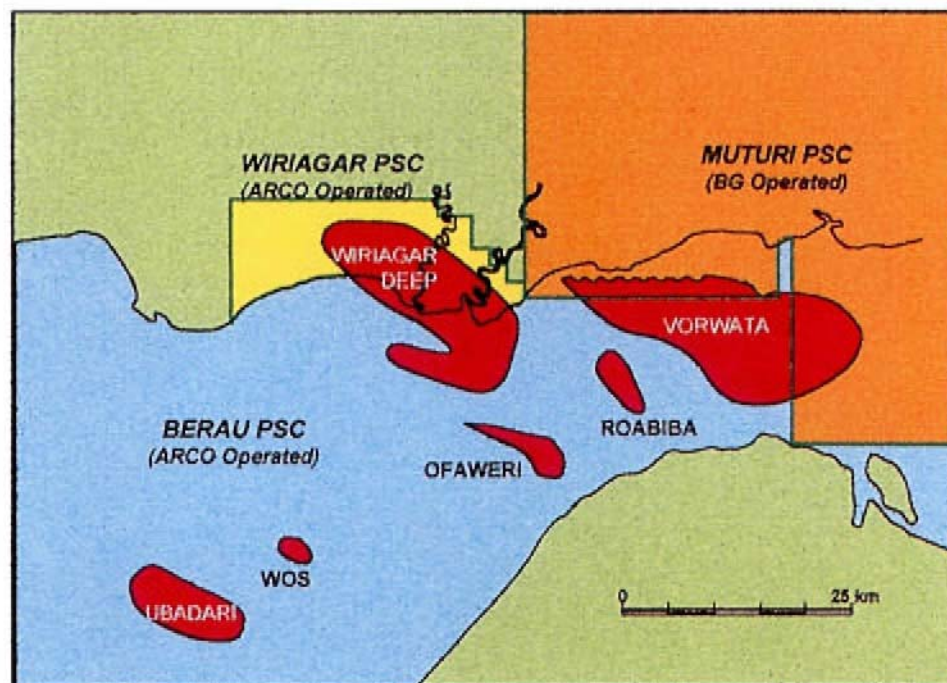 WIRIAGAR PSC
(ARCO Operated)
MUTURI PSC
(BG Operated)
WIRIAGAR
DEEP
VORWATA
BERAU PSC
(ARCO Operated)
ROABIBA
OFAWERI
WOS
UBADARI
0 25 km